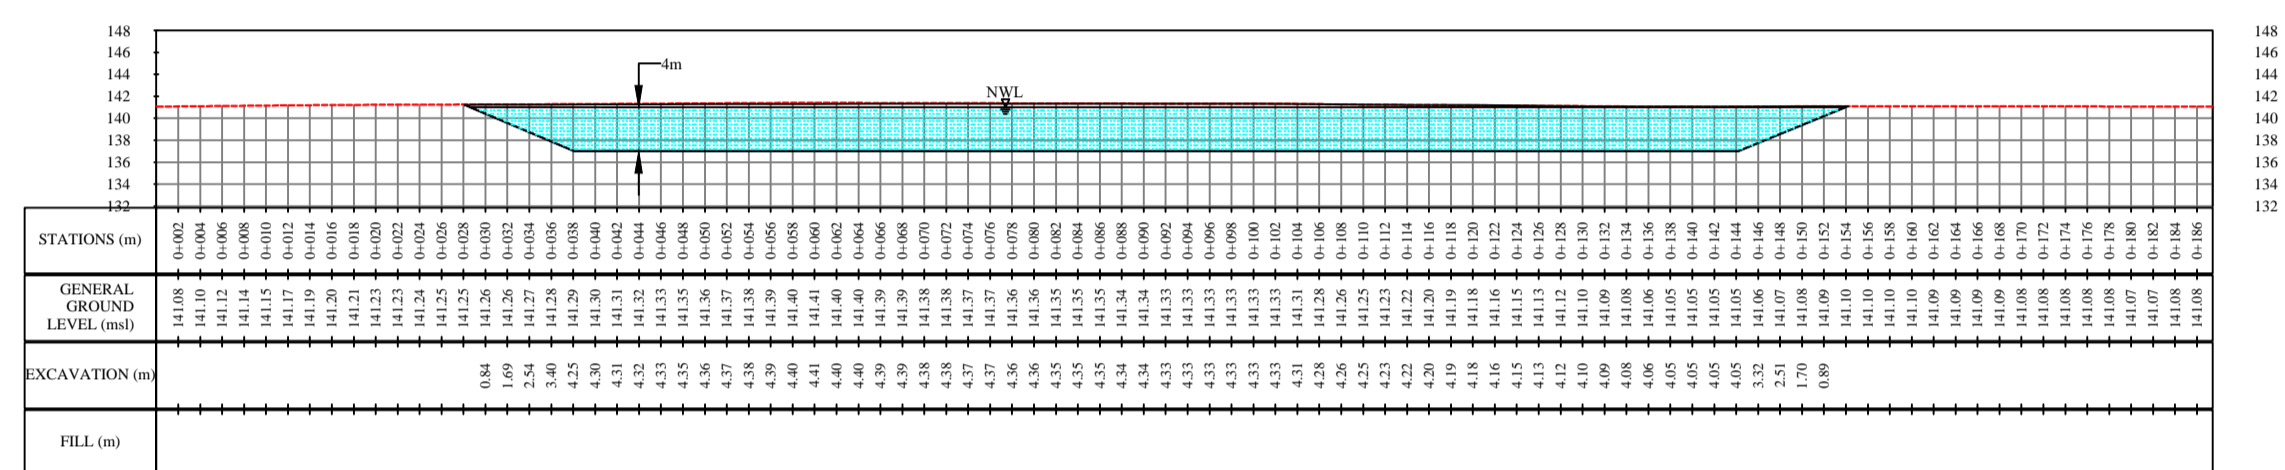 148 148
146 146
4m
144 144
NWL
142 142
140 140
138 138
136 136
134 134
132 132
STATIONS (m) 0+002 0+004 0+006 0+008 0+010 0+012 0+014 0+016 0+018 0+020 0+022 0+024 0+026 0+028 0+030 0+032 0+034 0+036 0+038 0+040 0+042 0+044 0+046 0+048 0+050 0+052 0+054 0+056 0+058 0+060 0+062 0+064 0+066 0+068 0+070 0+072 0+074 0+076 0+078 0+080 0+082 0+084 0+086 0+088 0+090 0+092 0+094 0+096 0+098 0+100 0+102 0+104 0+106 0+108 0+110 0+112 0+114 0+116 0+118 0+120 0+122 0+124 0+126 0+128 0+130 0+132 0+134 0+136 0+138 0+140 0+142 0+144 0+146 0+148 0+150 0+152 0+154 0+156 0+158 0+160 0+162 0+164 0+166 0+168 0+170 0+172 0+174 0+176 0+178 0+180 0+182 0+184 0+186
GENERAL
GROUND
LEVEL (msl) 141.08 141.10 141.12 141.14 141.15 141.17 141.19 141.20 141.21 141.23 141.23 141.24 141.25 141.25 141.26 141.26 141.27 141.28 141.29 141.30 141.31 141.32 141.33 141.35 141.36 141.37 141.38 141.39 141.40 141.41 141.40 141.40 141.39 141.39 141.38 141.38 141.37 141.37 141.36 141.36 141.35 141.35 141.35 141.34 141.34 141.33 141.33 141.33 141.33 141.33 141.33 141.31 141.28 141.26 141.25 141.23 141.22 141.20 141.19 141.18 141.16 141.15 141.13 141.12 141.10 141.09 141.08 141.06 141.05 141.05 141.05 141.05 141.06 141.07 141.08 141.09 141.10 141.10 141.10 141.10 141.09 141.09 141.09 141.09 141.08 141.08 141.08 141.08 141.08 141.07 141.07 141.08 141.08
EXCAVATION (m) 0.84 1.69 2.54 3.40 4.25 4.30 4.31 4.32 4.33 4.35 4.36 4.37 4.38 4.39 4.40 4.41 4.40 4.40 4.39 4.39 4.38 4.38 4.37 4.37 4.36 4.36 4.35 4.35 4.35 4.34 4.34 4.33 4.33 4.33 4.33 4.33 4.33 4.31 4.28 4.26 4.25 4.23 4.22 4.20 4.19 4.18 4.16 4.15 4.13 4.12 4.10 4.09 4.08 4.06 4.05 4.05 4.05 4.05 3.32 2.51 1.70 0.89
FILL (m)